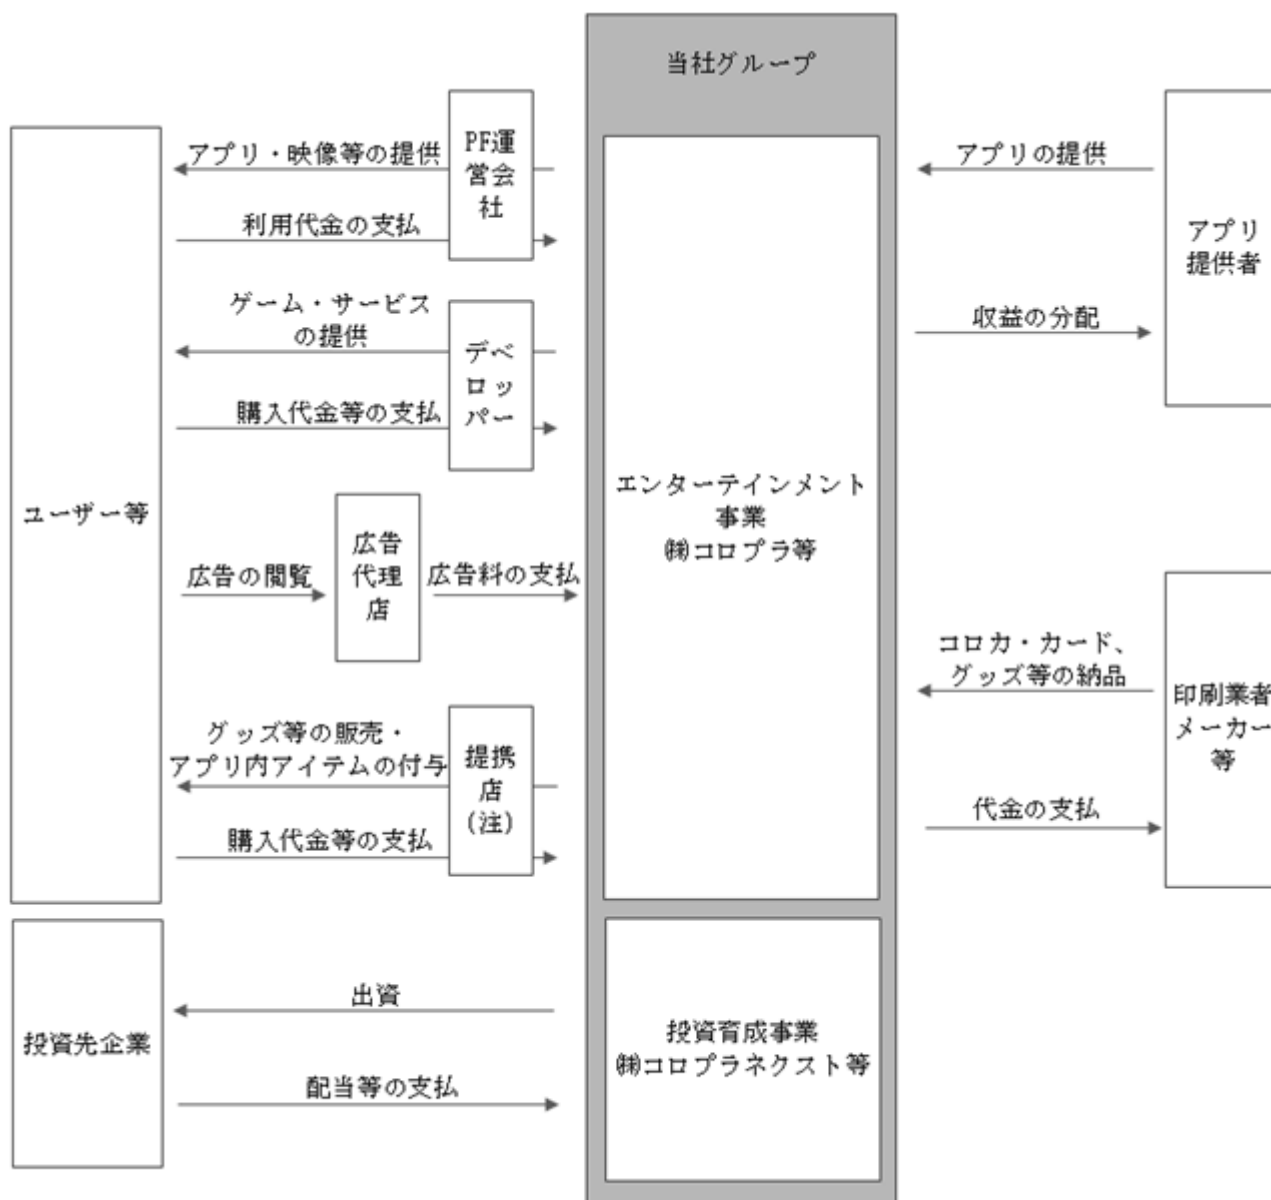 当社グループ
アプリ・映像等の提供
利用代金の支払
PF運
営会
社
アプリの提供
収益の分配
アプリ
提供者
ゲーム・サービス
の提供
購入代金等の支払
デベ
ロッ
パー
ユーザー等
広告の閲覧
広告
代理
店
広告料の支払
エンターテインメント
事業
㈱コロプラ等
コロカ・カード、
グッズ等の納品
代金の支払
印刷業者
メーカー
等
グッズ等の販売・
アプリ内アイテムの付与
購入代金等の支払
提携
店
(注)
投資先企業
出資
配当等の支払
投資育成事業
㈱コロプラネクスト等